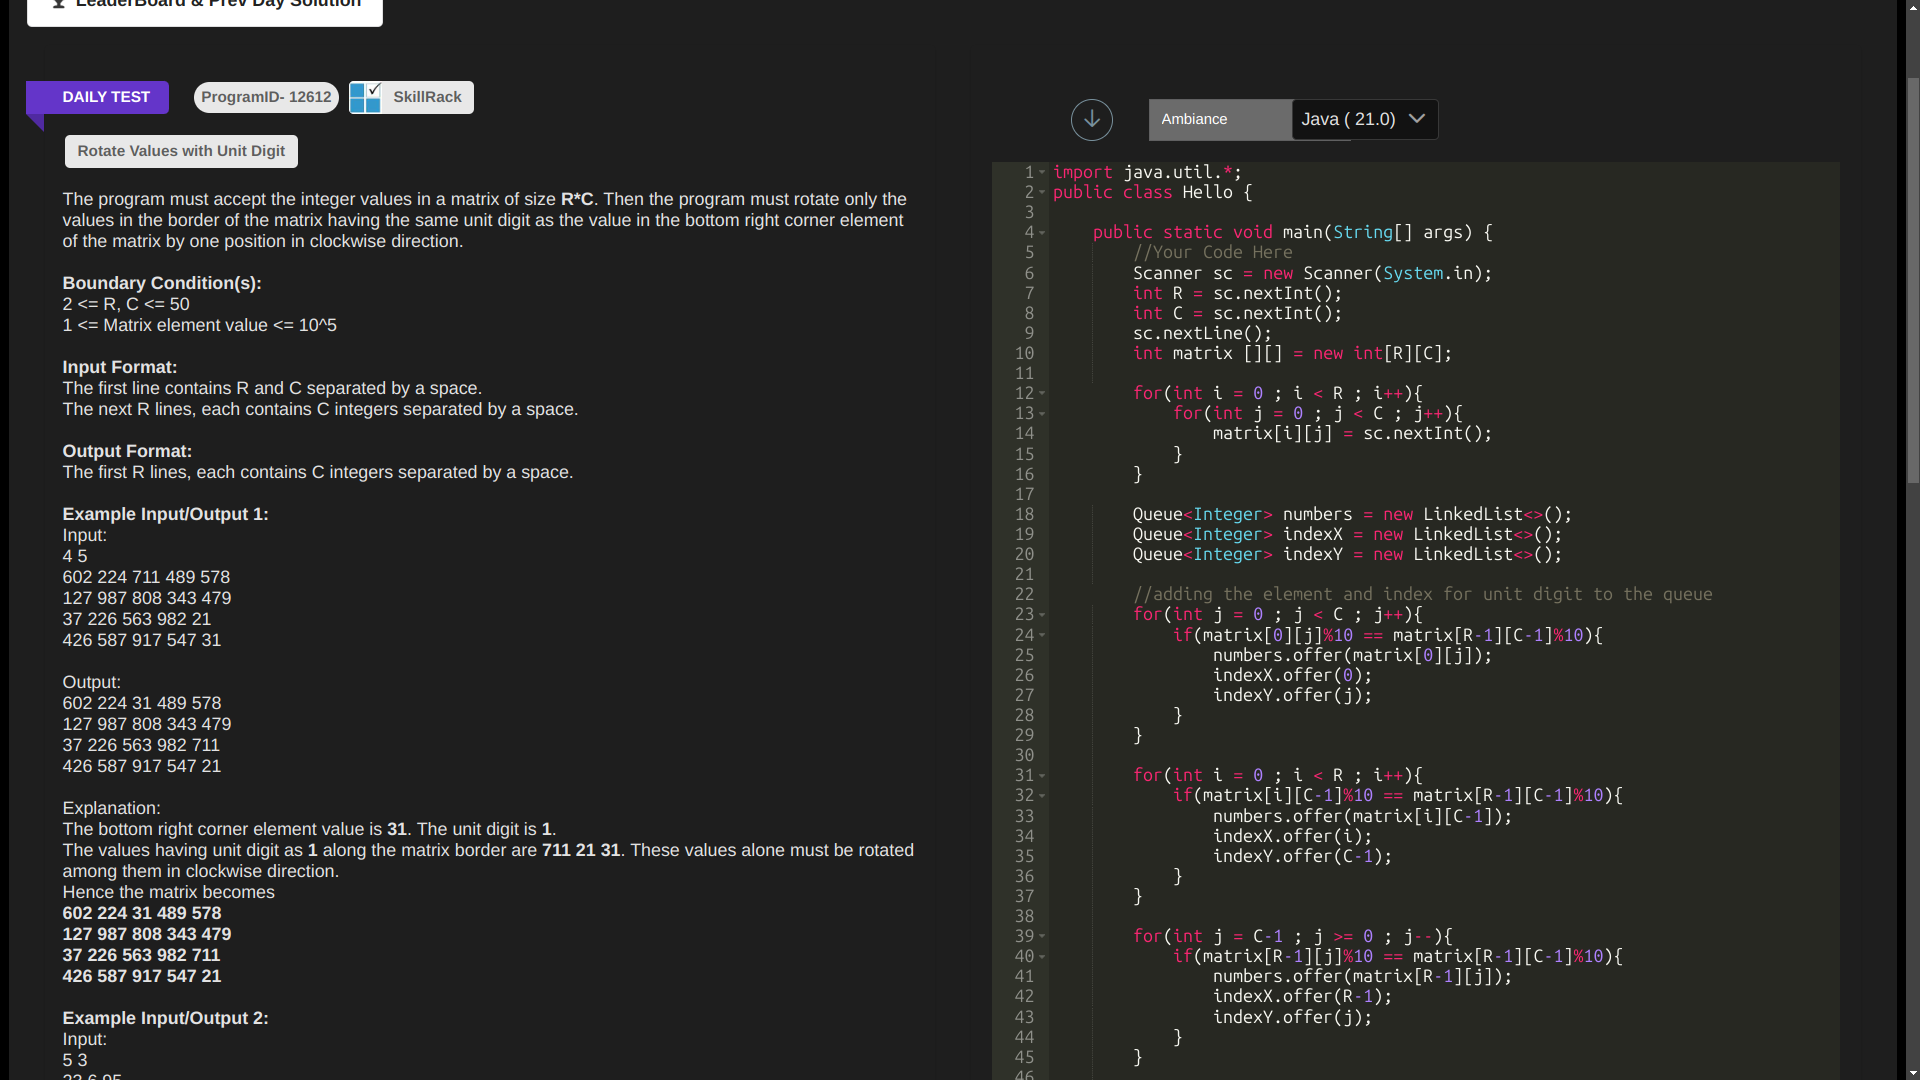 LeaderBoard & Prev Day Solution
DAILY TEST
ProgramID- 12612
SkillRack
Rotate Values with Unit Digit
The program must accept the integer values in a matrix of size R*C. Then the program must rotate only the
values in the border of the matrix having the same unit digit as the value in the bottom right corner element
of the matrix by one position in clockwise direction.
Boundary Condition(s):
2 <= R, C <= 50
1 <= Matrix element value <= 10^5
Input Format:
The first line contains R and C separated by a space.
The next R lines, each contains C integers separated by a space.
Output Format:
The first R lines, each contains C integers separated by a space.
Example Input/Output 1:
Input:
4 5
602 224 711 489 578
127 987 808 343 479
37 226 563 982 21
426 587 917 547 31
Output:
602 224 31 489 578
127 987 808 343 479
37 226 563 982 711
426 587 917 547 21
Explanation:
The bottom right corner element value is 31. The unit digit is 1.
The values having unit digit as 1 along the matrix border are 711 21 31. These values alone must be rotated
among them in clockwise direction.
Hence the matrix becomes
602 224 31 489 578
127 987 808 343 479
37 226 563 982 711
426 587 917 547 21
Example Input/Output 2:
Input:
5 3
Ambiance
Java ( 21.0)
1 import java.util.*;
2 public class Hello {
3
4 public static void main(String[] args) {
5 //Your Code Here
6 Scanner sc = new Scanner(System.in);
7 int R = sc.nextInt();
8 int C = sc.nextInt();
9 sc.nextLine();
10 int matrix [][] = new int[R][C];
11
12 for(int i = 0 ; i < R ; i++){
13 for(int j = 0 ; j < C ; j++){
14 matrix[i][j] = sc.nextInt();
15 }
16 }
17
18 Queue<Integer> numbers = new LinkedList<>();
19 Queue<Integer> indexX = new LinkedList<>();
20 Queue<Integer> indexY = new LinkedList<>();
21
22 //adding the element and index for unit digit to the queue
23 for(int j = 0 ; j < C ; j++){
24 if(matrix[0][j]%10 == matrix[R-1][C-1]%10){
25 numbers.offer(matrix[0][j]);
26 indexX.offer(0);
27 indexY.offer(j);
28 }
29 }
30
31 for(int i = 0 ; i < R ; i++){
32 if(matrix[i][C-1]%10 == matrix[R-1][C-1]%10){
33 numbers.offer(matrix[i][C-1]);
34 indexX.offer(i);
35 indexY.offer(C-1);
36 }
37 }
38
39 for(int j = C-1 ; j >= 0 ; j--){
40 if(matrix[R-1][j]%10 == matrix[R-1][C-1]%10){
41 numbers.offer(matrix[R-1][j]);
42 indexX.offer(R-1);
43 indexY.offer(j);
44 }
45 }
46